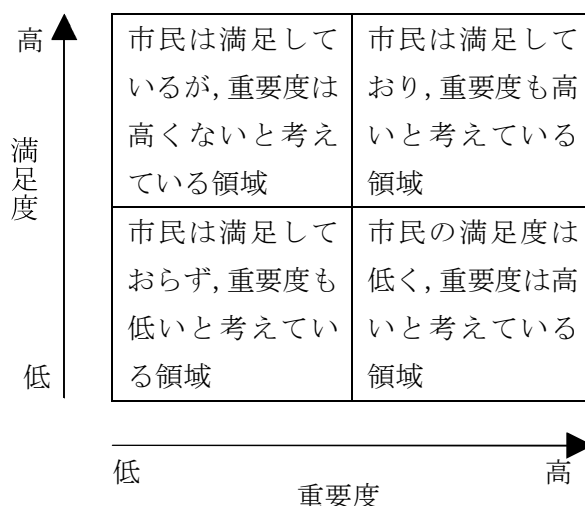 高
満足度
低
市民は満足して
いるが,重要度は
高くないと考え
ている領域
市民は満足して
おり,重要度も高
いと考えている
領域
市民は満足して
おらず,重要度も
低いと考えてい
る領域
市民の満足度は
低く,重要度は高
いと考えている
領域
低
高
重要度